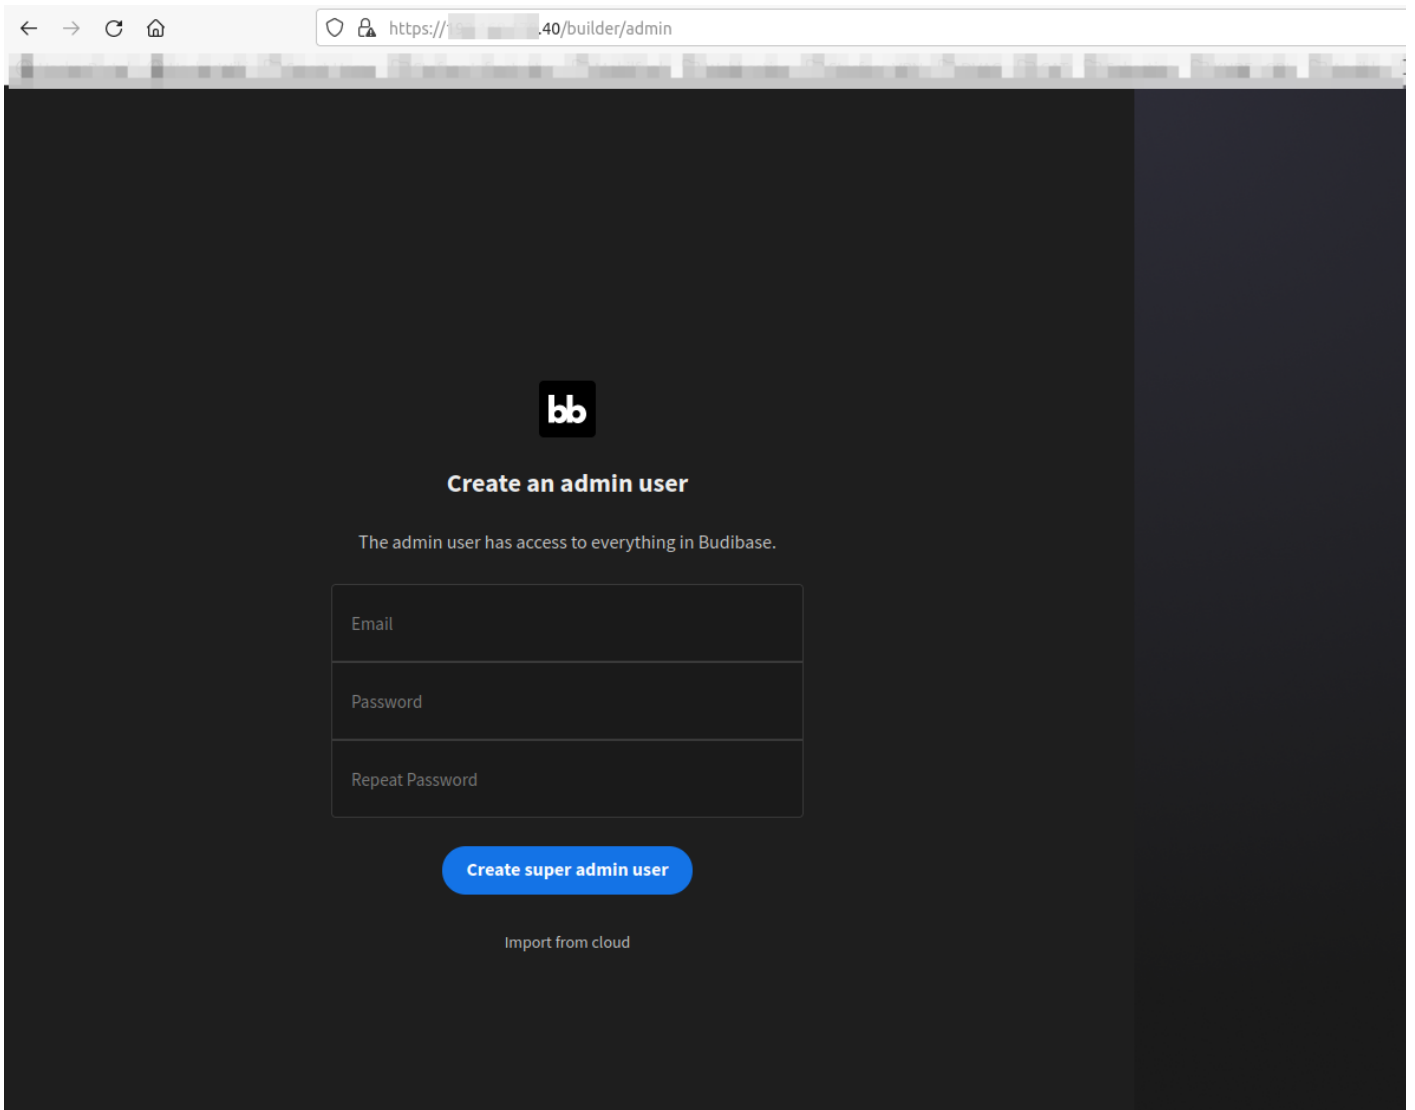 https:// .40/builder/admin
bb
Create an admin user
The admin user has access to everything in Budibase.
Email
Password
Repeat Password
Create super admin user
Import from cloud